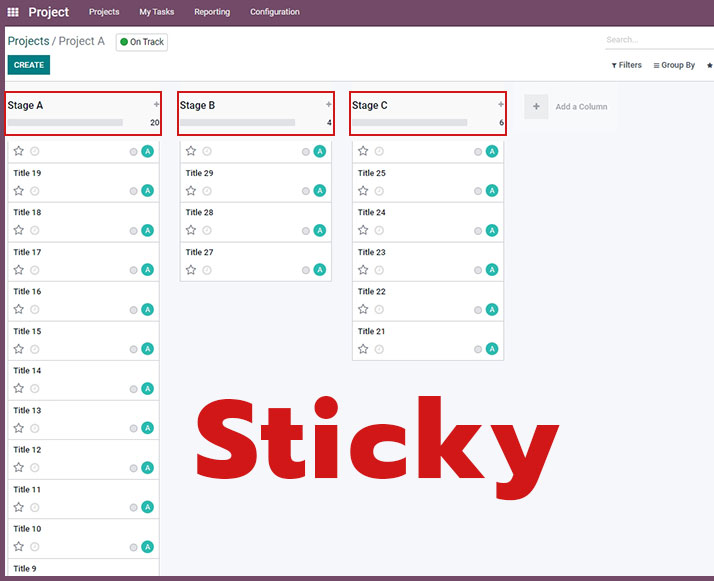 Project Projects My Tasks Reporting Configuration
Projects / Project A On Track
Search...
CREATE
Filters Group By
Stage A +
20
Stage B +
4
Stage C +
6
+ Add a Column
A
Title 19
A
Title 18
A
Title 17
A
Title 16
A
Title 15
A
Title 14
A
Title 13
A
Title 12
A
Title 11
A
Title 10
A
Title 9
A
Title 29
A
Title 28
A
Title 27
A
A
Title 25
A
Title 24
A
Title 23
A
Title 22
A
Title 21
A
Sticky